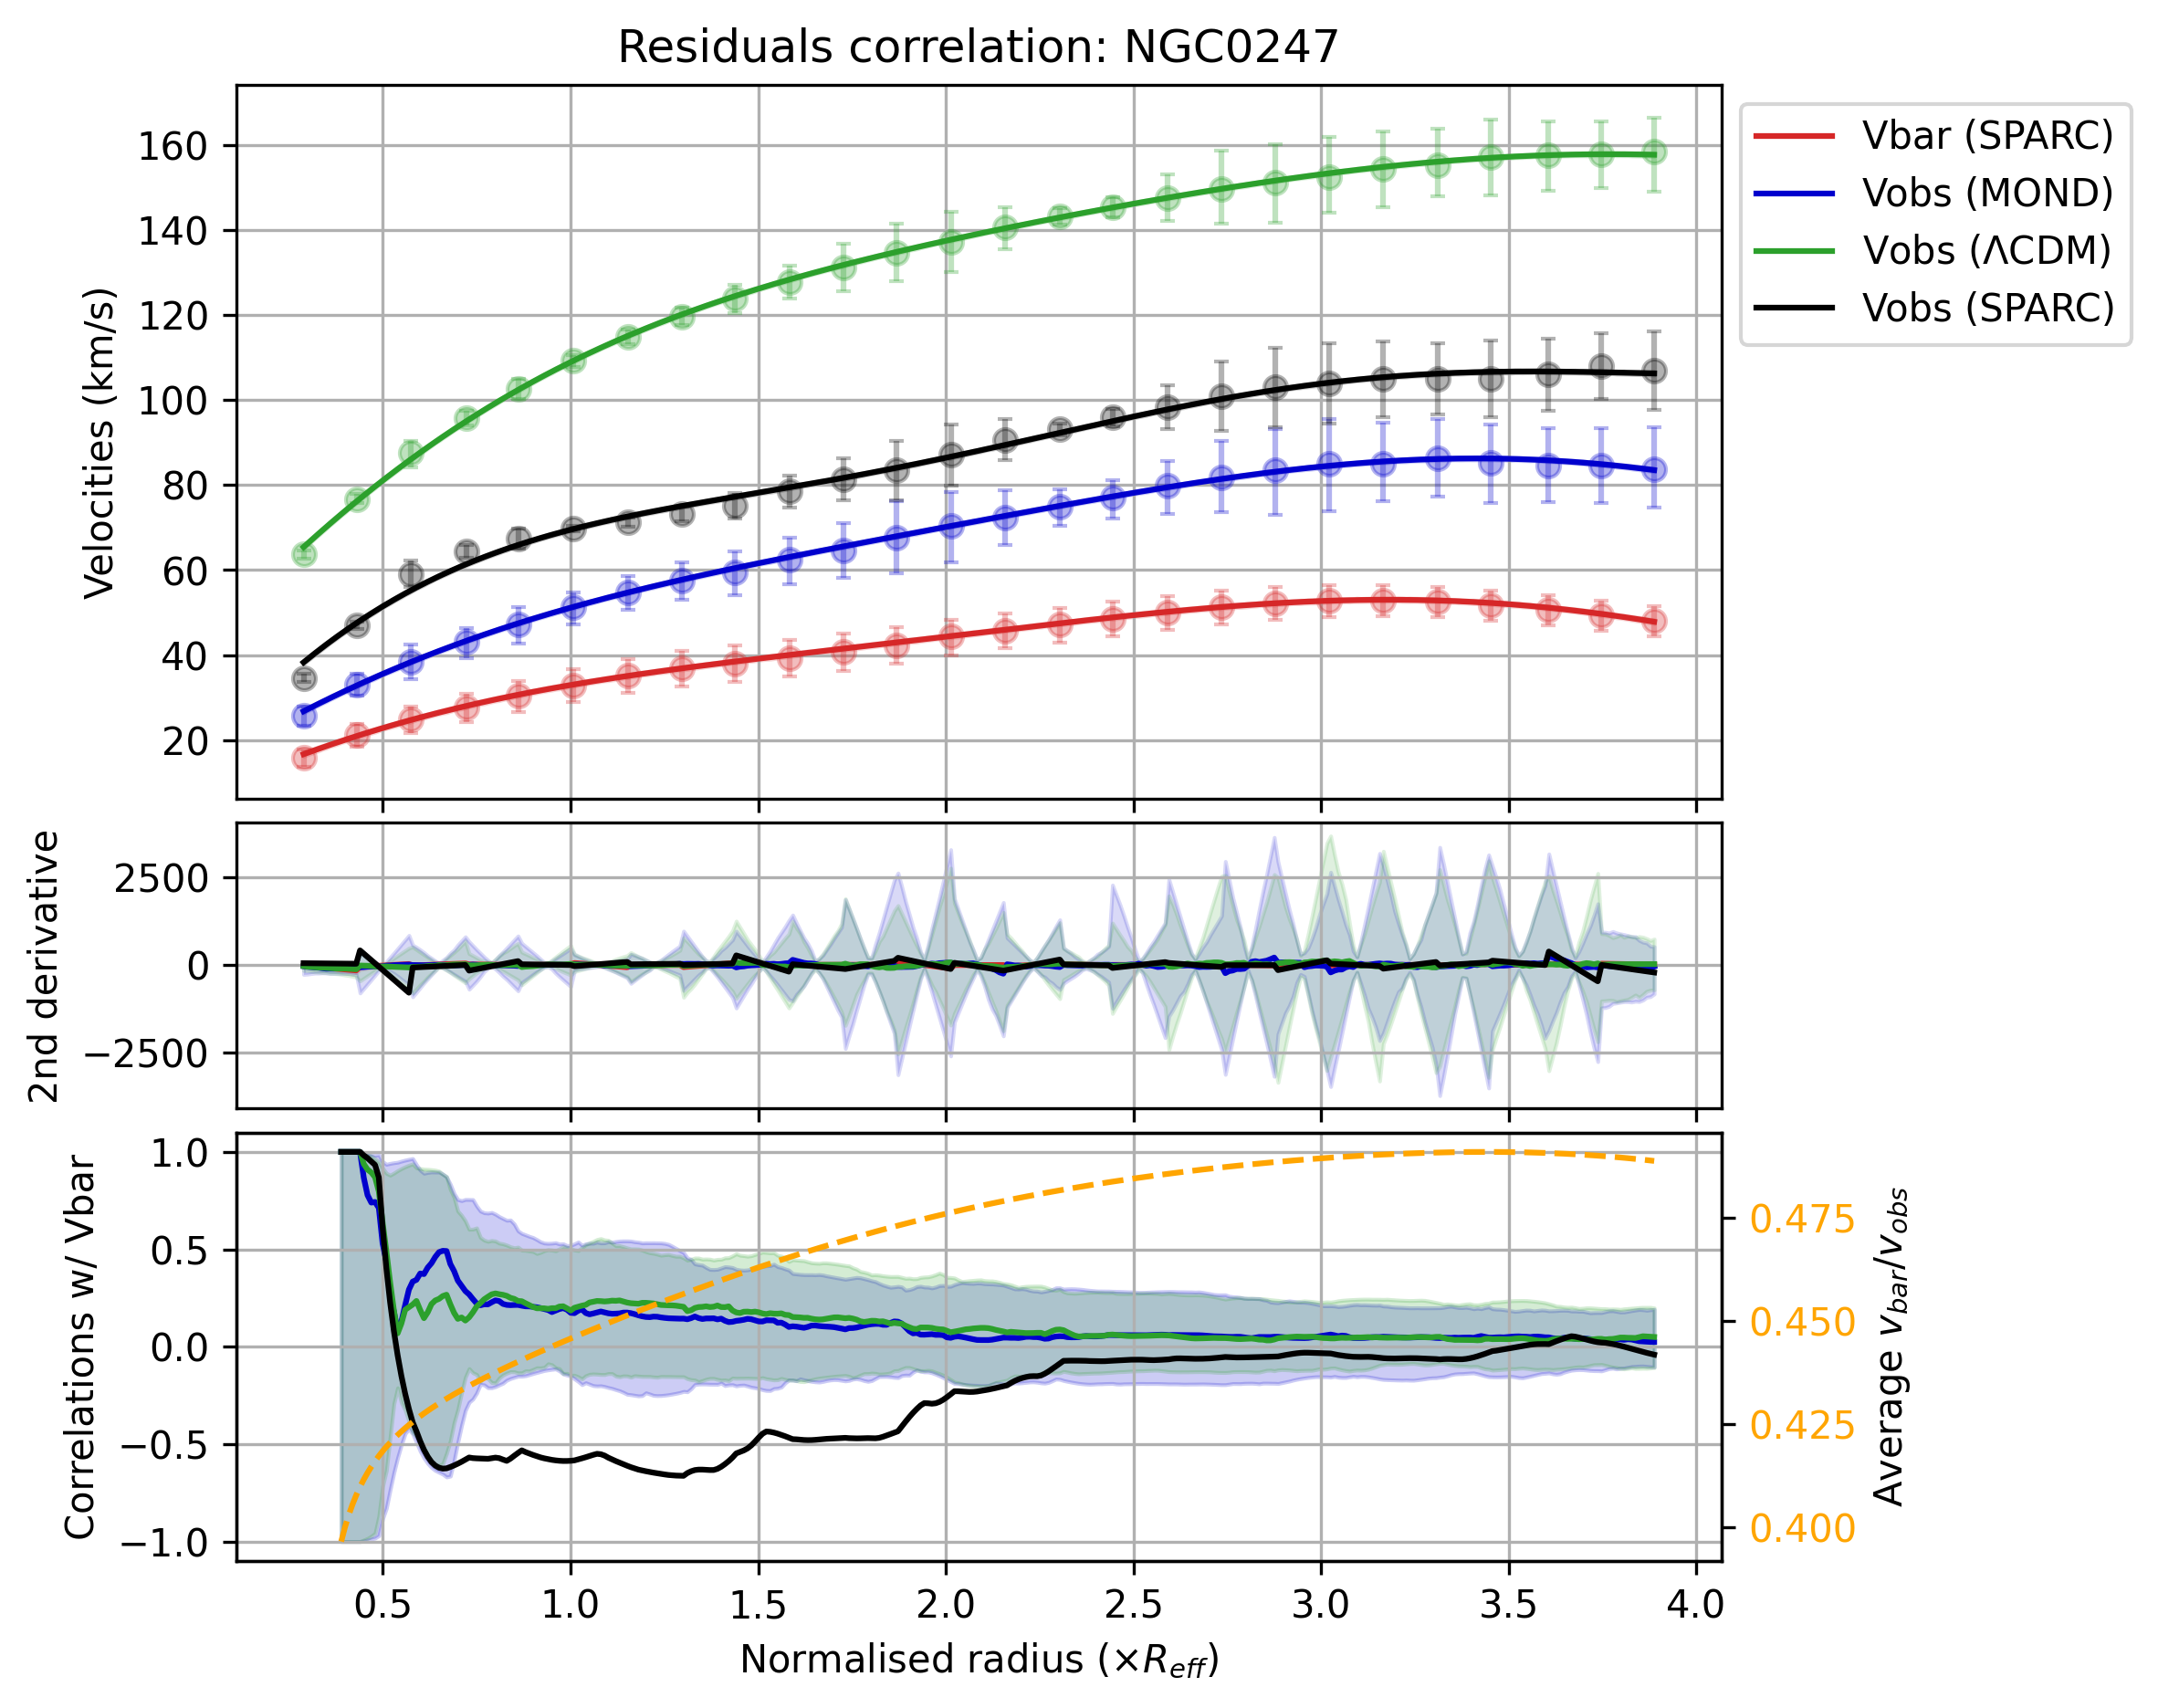 Residuals correlation: NGC0247
Velocities (km/s)
160
140
120
100
80
60
40
20
Vbar (SPARC)
Vobs (MOND)
Vobs (ΛCDM)
Vobs (SPARC)
2nd derivative
2500
0
−2500
Correlations w/ Vbar
1.0
0.5
0.0
−0.5
−1.0
0.475
0.450
0.425
0.400
Average v_bar/v_obs
0.5 1.0 1.5 2.0 2.5 3.0 3.5 4.0
Normalised radius (×R_eff)